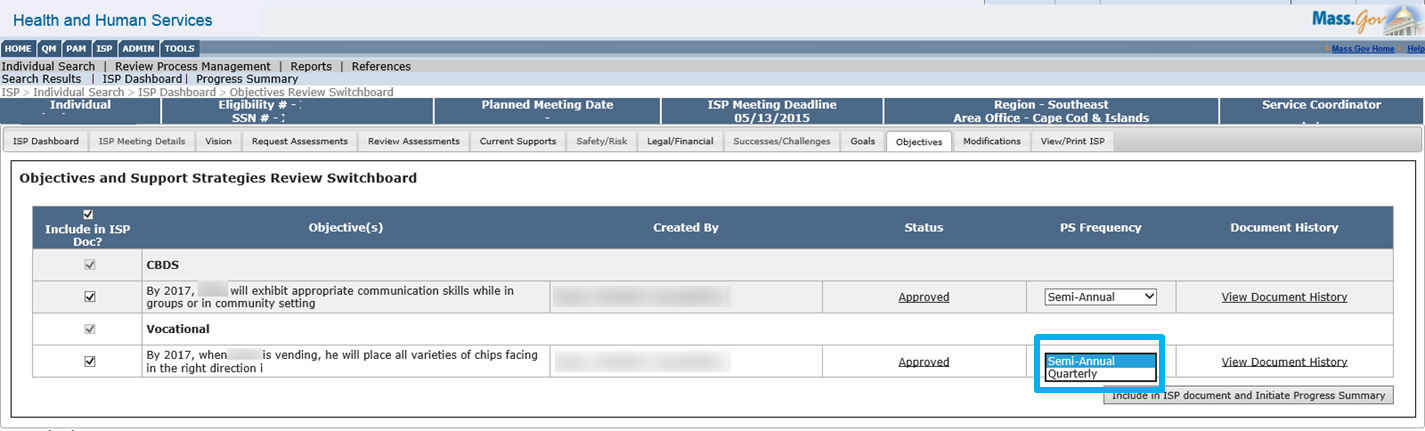 Health and Human Services
Mass.Gov
HOME QM PAM ISP ADMIN TOOLS
Mass.Gov Home Help
Individual Search | Review Process Management | Reports | References
Search Results | ISP Dashboard | Progress Summary
ISP > Individual Search > ISP Dashboard > Objectives Review Switchboard
Individual Eligibility # - Planned Meeting Date ISP Meeting Deadline Region - Southeast Service Coordinator
SSN # - - 05/13/2015 Area Office - Cape Cod & Islands
ISP Dashboard ISP Meeting Details Vision Request Assessments Review Assessments Current Supports Safety/Risk Legal/Financial Successes/Challenges Goals Objectives Modifications View/Print ISP
Objectives and Support Strategies Review Switchboard
Include in ISP Doc? Objective(s) Created By Status PS Frequency Document History
CBDS
By 2017, will exhibit appropriate communication skills while in
groups or in community setting
Approved Semi-Annual View Document History
Vocational
By 2017, when is vending, he will place all varieties of chips facing
in the right direction i
Approved Semi-Annual View Document History
Quarterly
Include in ISP document and Initiate Progress Summary